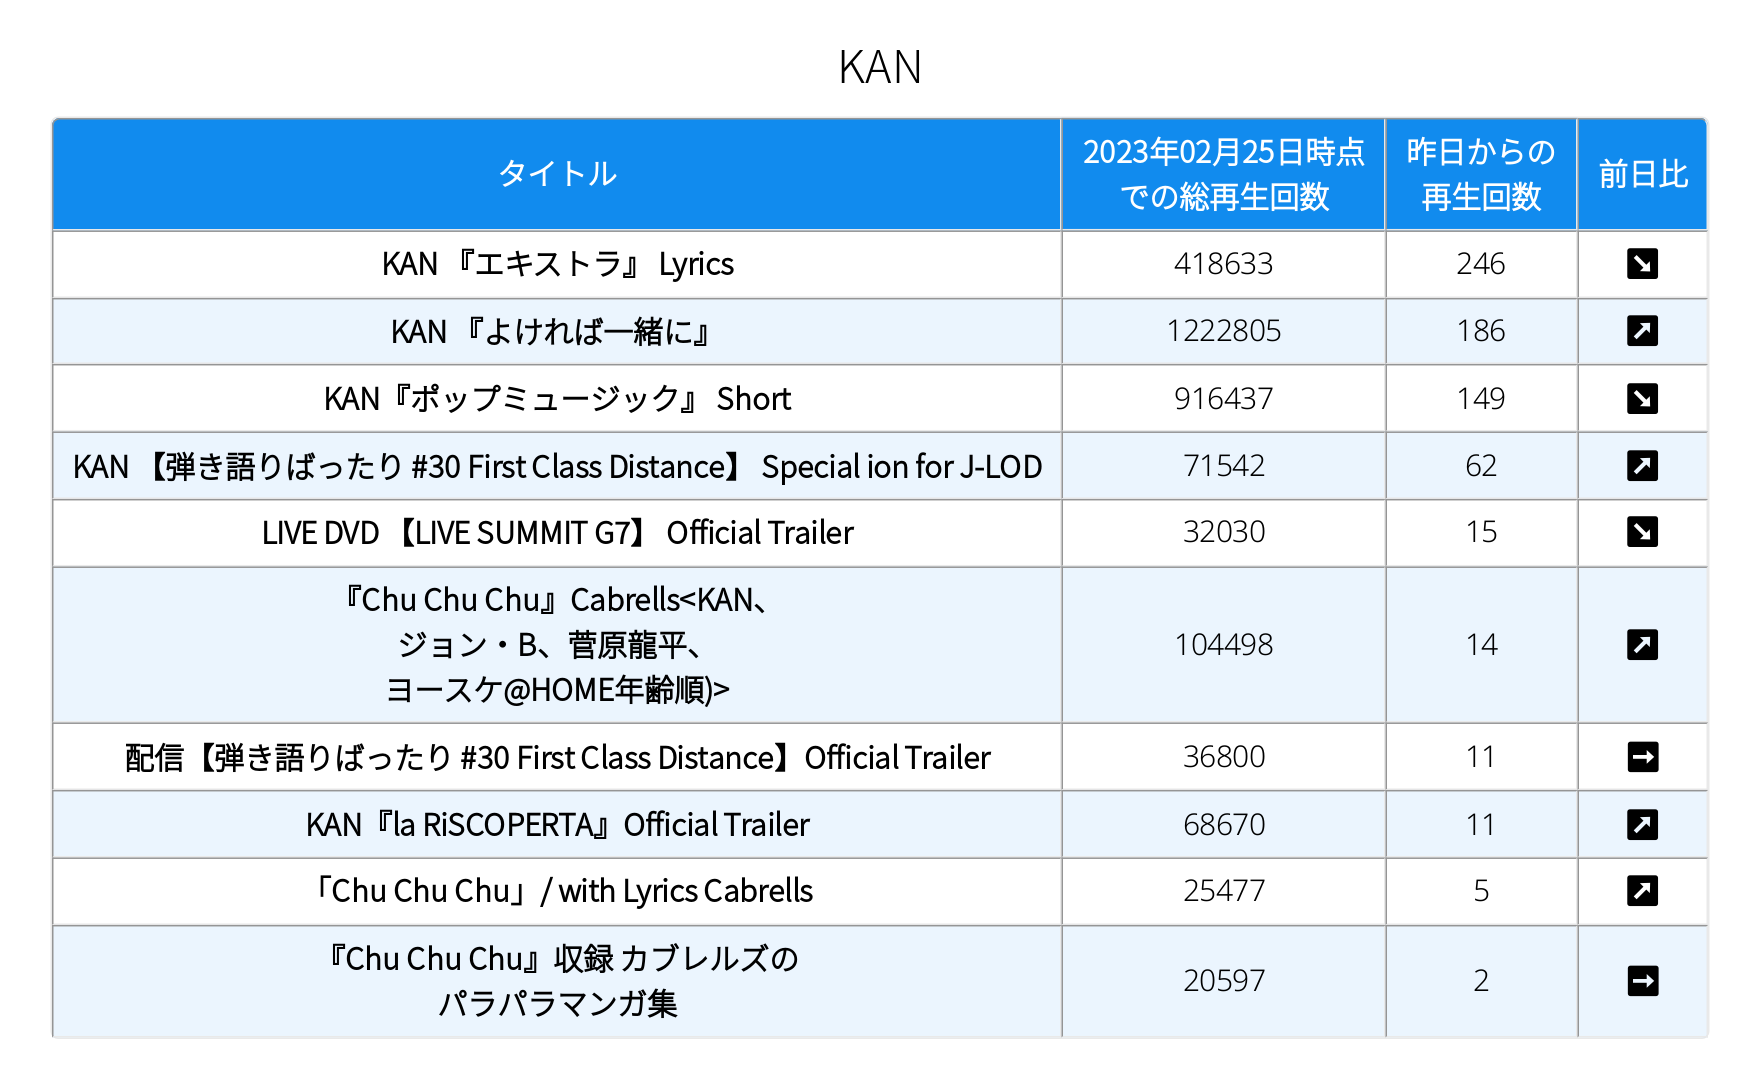 KAN
タイトル
2023年02月25日時点
での総再生回数
昨日からの
再生回数
前日比
KAN 『エキストラ』 Lyrics
418633
246
KAN 『よければ一緒に』
1222805
186
KAN『ポップミュージック』 Short
916437
149
KAN 【弾き語りばったり #30 First Class Distance】 Special ion for J-LOD
71542
62
LIVE DVD 【LIVE SUMMIT G7】 Official Trailer
32030
15
『Chu Chu Chu』Cabrells<KAN、
ジョン・B、菅原龍平、
ヨースケ@HOME年齢順)>
104498
14
配信【弾き語りばったり #30 First Class Distance】Official Trailer
36800
11
KAN『la RiSCOPERTA』Official Trailer
68670
11
「Chu Chu Chu」/ with Lyrics Cabrells
25477
5
『Chu Chu Chu』収録 カブレルズの
パラパラマンガ集
20597
2